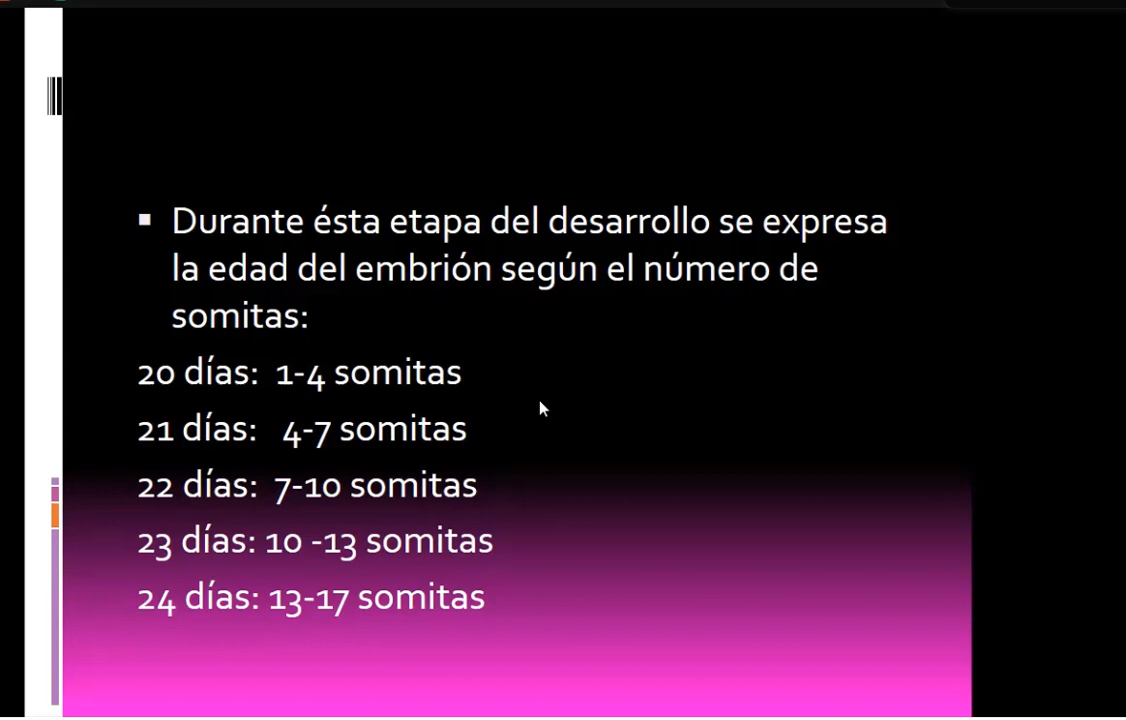 Durante ésta etapa del desarrollo se expresa
la edad del embrión según el número de
somitas:
20 días: 1-4 somitas
21 días: 4-7 somitas
22 días: 7-10 somitas
23 días: 10 -13 somitas
24 días: 13-17 somitas